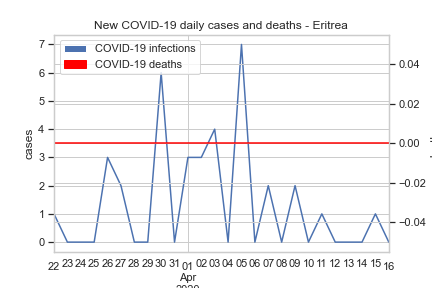 New COVID-19 daily cases and deaths - Eritrea
COVID-19 infections
COVID-19 deaths
cases
7
6
5
4
3
2
1
0
0.04
0.02
0.00
−0.02
−0.04
22 23 24 25 26 27 28 29 30 31 01 02 03 04 05 06 07 08 09 10 11 12 13 14 15 16
Apr